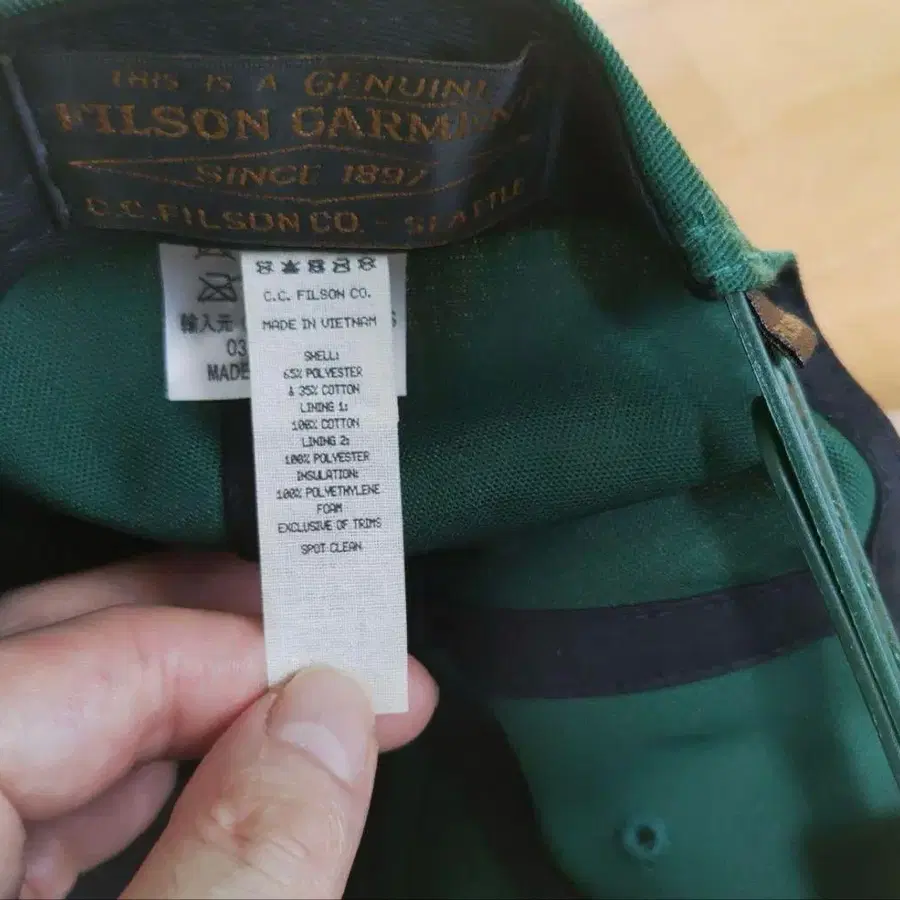 THIS IS A GENUINE
FILSON GARMEN
SINCE 1897
C.C. FILSON CO. - SEATTLE
輸入元
03
MADE
S
C.C. FILSON CO.
MADE IN VIETNAM
SHELL:
65% POLYESTER
& 35% COTTON
LINING 1:
100% COTTON
LINING 2:
100% POLYESTER
INSULATION:
100% POLYETHYLENE
FOAM
EXCLUSIVE OF TRIMS
SPOT CLEAN